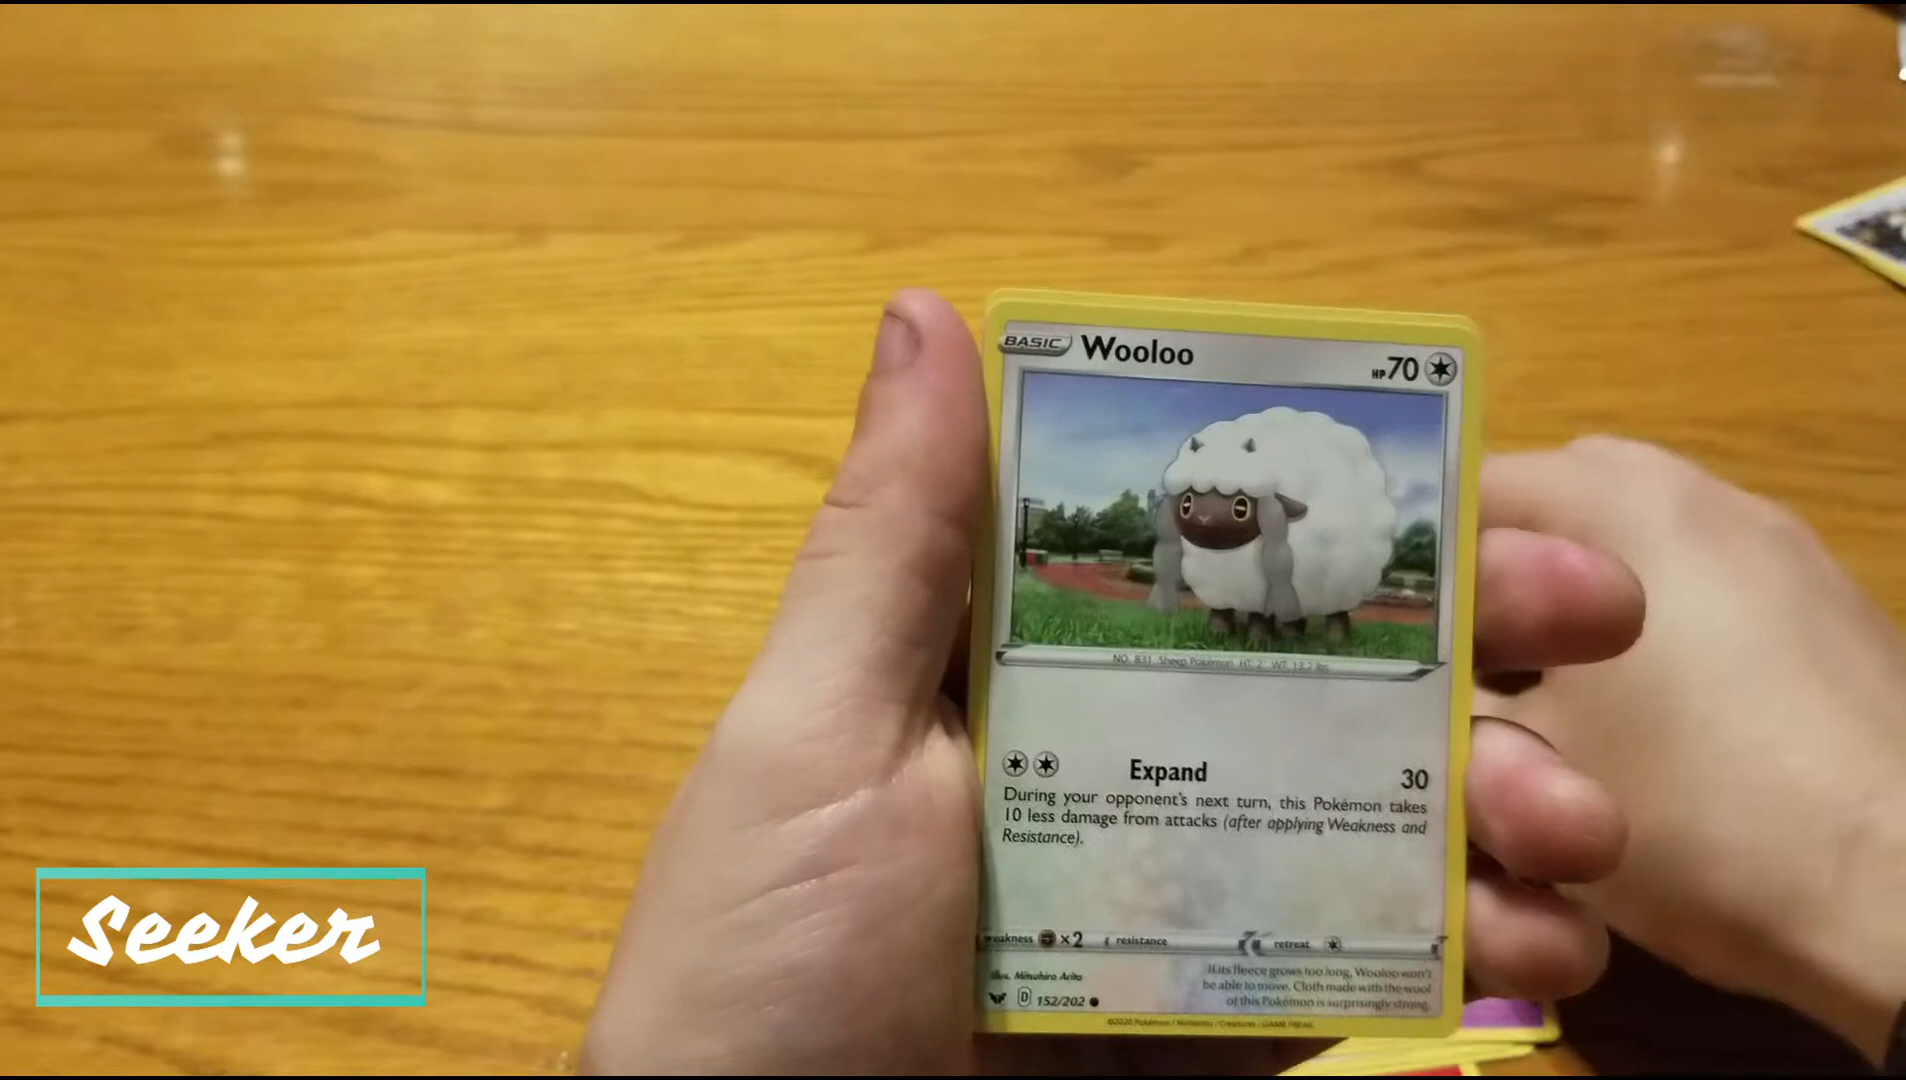 BASIC Wooloo HP 70
NO. 831 Sheep Pokémon HT: 2' WT: 13.2 lbs.
Expand 30
During your opponent's next turn, this Pokémon takes
10 less damage from attacks (after applying Weakness and
Resistance).
weakness ×2 resistance retreat
Illus. Mitsuhiro Arita
D 152/202
If its fleece grows too long, Wooloo won't
be able to move. Cloth made with the wool
of this Pokémon is surprisingly strong.
©2020 Pokémon / Nintendo / Creatures / GAME FREAK
Seeker